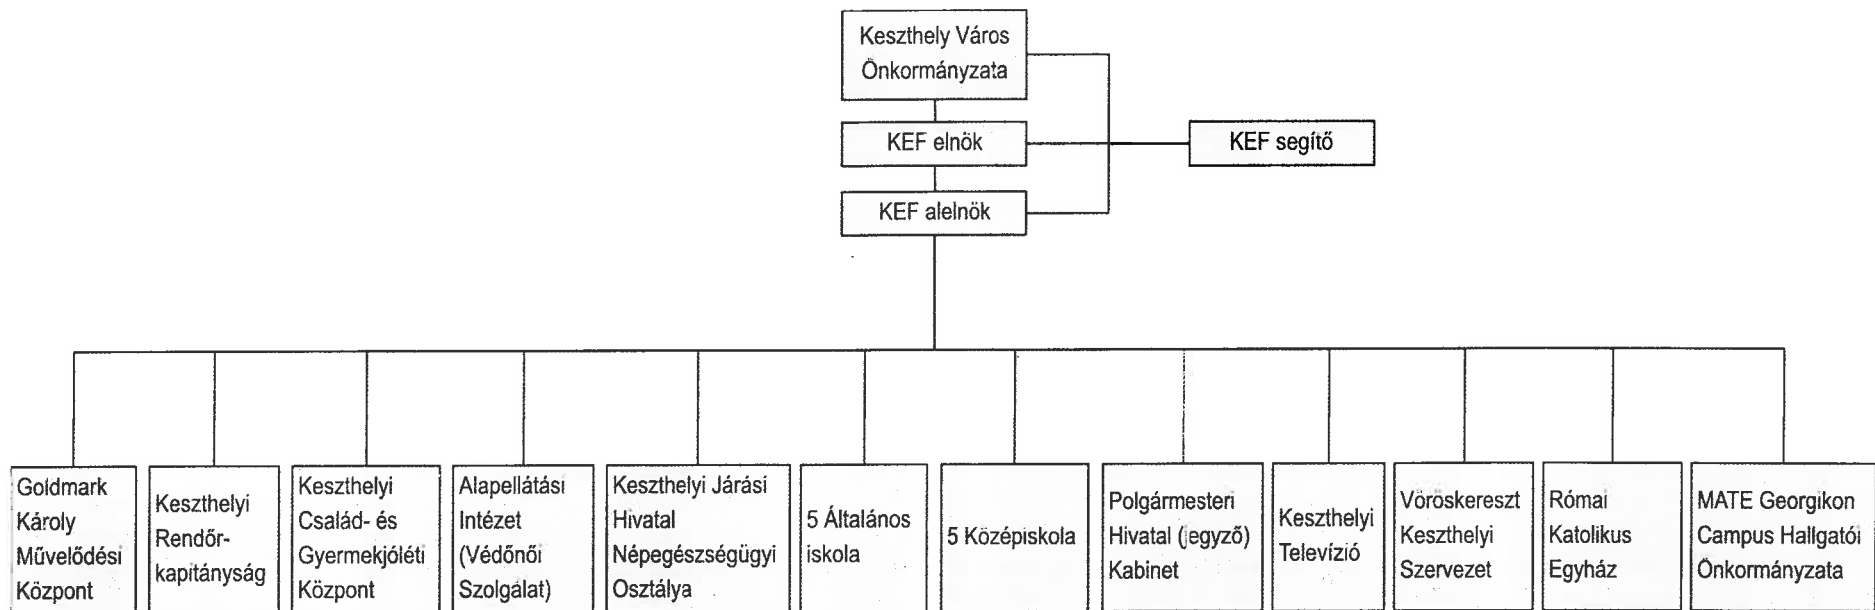 Keszthely Város
Önkormányzata
KEF elnök
KEF segítő
KEF alelnök
Goldmark
Károly
Művelődési
Központ
Keszthelyi
Rendőr-
kapitányság
Keszthelyi
Család- és
Gyermekjóléti
Központ
Alapellátási
Intézet
(Védőnői
Szolgálat)
Keszthelyi Járási
Hivatal
Népegészségügyi
Osztálya
5 Általános
iskola
5 Középiskola
Polgármesteri
Hivatal (jegyző)
Kabinet
Keszthelyi
Televízió
Vöröskereszt
Keszthelyi
Szervezet
Római
Katolikus
Egyház
MATE Georgikon
Campus Hallgatói
Önkormányzata